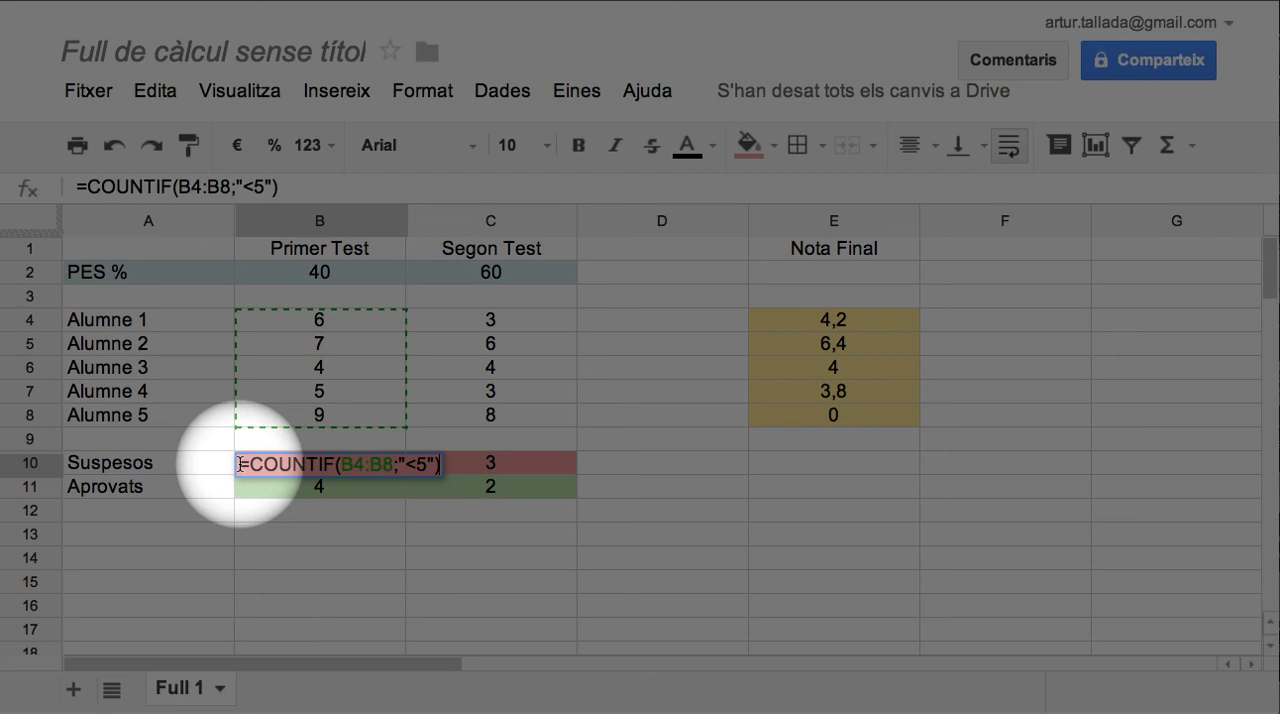 artur.tallada@gmail.com
Full de càlcul sense títol
Comentaris Comparteix
Fitxer Edita Visualitza Insereix Format Dades Eines Ajuda S'han desat tots els canvis a Drive
€ % 123 Arial 10 B I S A Σ
fx =COUNTIF(B4:B8;"<5")
A B C D E F G
1 Primer Test Segon Test Nota Final
2 PES % 40 60
3
4 Alumne 1 6 3 4,2
5 Alumne 2 7 6 6,4
6 Alumne 3 4 4 4
7 Alumne 4 5 3 3,8
8 Alumne 5 9 8 0
9
10 Suspesos =COUNTIF(B4:B8;"<5") 3
11 Aprovats 4 2
12
13
14
15
16
17
18
Full 1